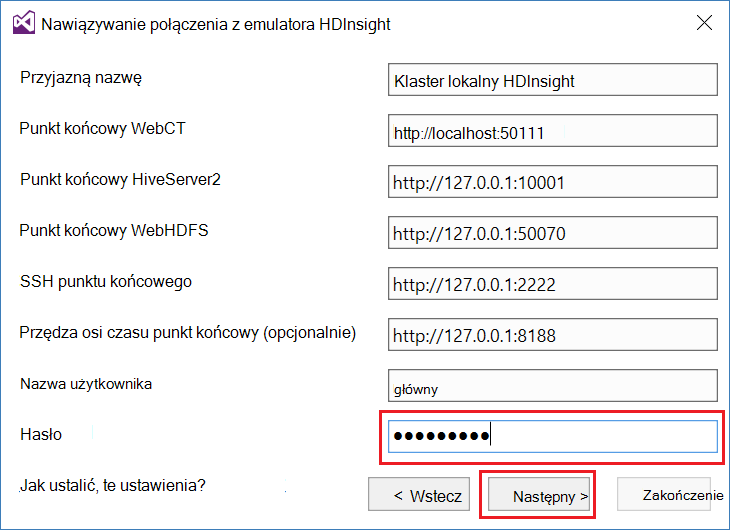 Nawiązywanie połączenia z emulatora HDInsight
Przyjazną nazwę
Klaster lokalny HDInsight
Punkt końcowy WebCT
http://localhost:50111
Punkt końcowy HiveServer2
http://127.0.0.1:10001
Punkt końcowy WebHDFS
http://127.0.0.1:50070
SSH punktu końcowego
http://127.0.0.1:2222
Przędza osi czasu punkt końcowy (opcjonalnie)
http://127.0.0.1:8188
Nazwa użytkownika
główny
Hasło
●●●●●●●●●
Jak ustalić, te ustawienia?
< Wstecz
Następny >
Zakończenie